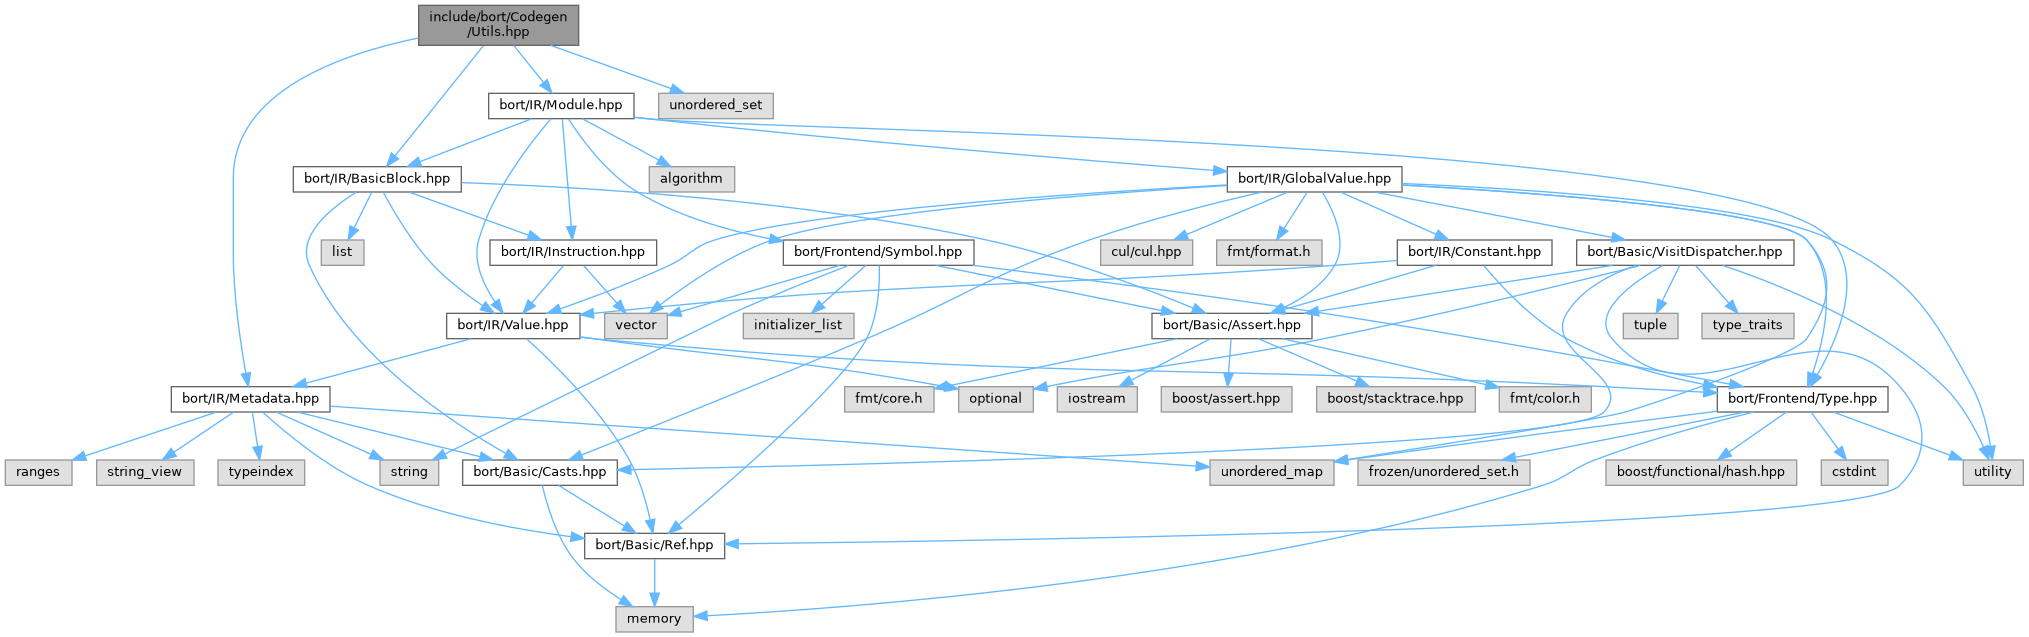 include/bort/Codegen
/Utils.hpp
bort/IR/Module.hpp
unordered_set
bort/IR/BasicBlock.hpp
algorithm
bort/IR/GlobalValue.hpp
list
bort/IR/Instruction.hpp
bort/Frontend/Symbol.hpp
cul/cul.hpp
fmt/format.h
bort/IR/Constant.hpp
bort/Basic/VisitDispatcher.hpp
bort/IR/Value.hpp
vector
initializer_list
bort/Basic/Assert.hpp
tuple
type_traits
bort/IR/Metadata.hpp
fmt/core.h
optional
iostream
boost/assert.hpp
boost/stacktrace.hpp
fmt/color.h
bort/Frontend/Type.hpp
ranges
string_view
typeindex
string
bort/Basic/Casts.hpp
unordered_map
frozen/unordered_set.h
boost/functional/hash.hpp
cstdint
utility
bort/Basic/Ref.hpp
memory